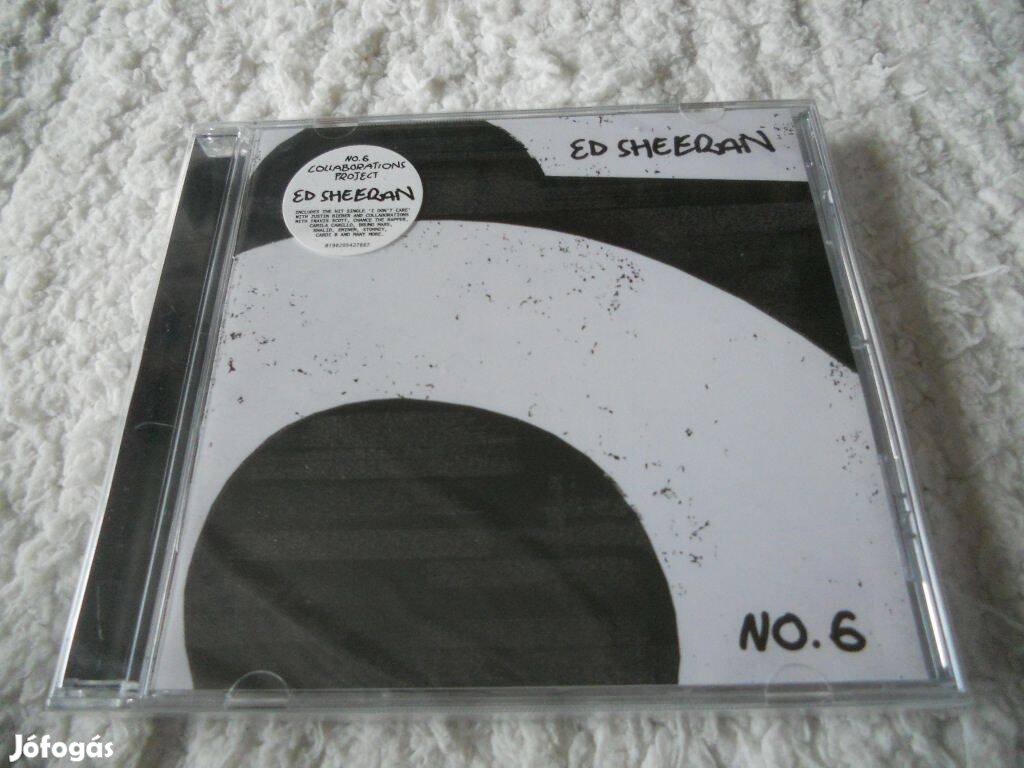 ED SHEERAN
NO.6
COLLABORATIONS
PROJECT
ED SHEERAN
INCLUDES THE HIT SINGLE 'I DON'T CARE'
WITH JUSTIN BIEBER AND COLLABORATIONS
WITH TRAVIS SCOTT, CHANCE THE RAPPER,
CAMILA CABELLO, BRUNO MARS,
KHALID, EMINEM, STORMZY,
CARDI B AND MANY MORE.
NO.6
Jófogás